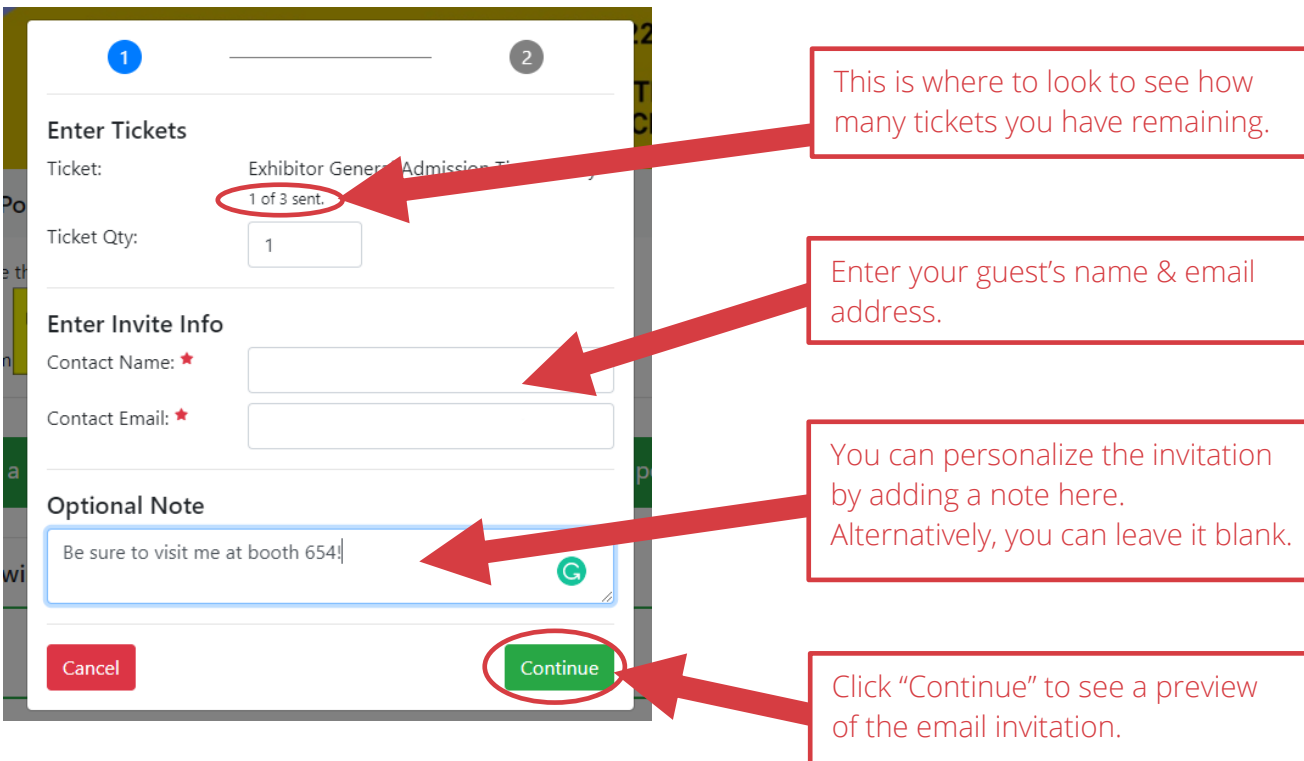 1
2
Enter Tickets
Ticket:
Exhibitor General Admission
1 of 3 sent.
Ticket Qty:
1
Enter Invite Info
Contact Name: ★
Contact Email: ★
Optional Note
Be sure to visit me at booth 654!
G
Cancel
Continue
This is where to look to see how
many tickets you have remaining.
Enter your guest’s name & email
address.
You can personalize the invitation
by adding a note here.
Alternatively, you can leave it blank.
Click “Continue” to see a preview
of the email invitation.